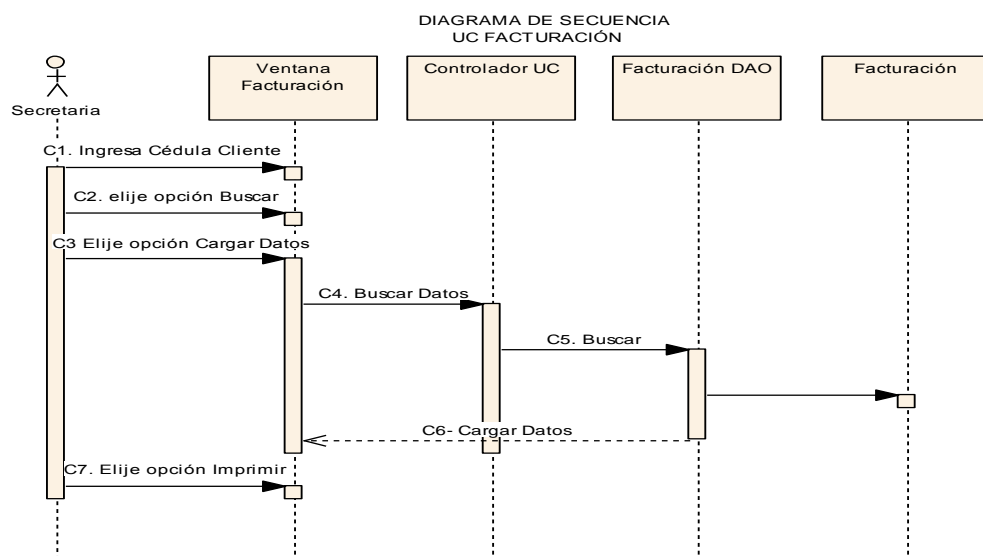 DIAGRAMA DE SECUENCIA
UC FACTURACIÓN
Secretaria
Ventana
Facturación
Controlador UC
Facturación DAO
Facturación
C1. Ingresa Cédula Cliente
C2. elije opción Buscar
C3 Elije opción Cargar Datos
C4. Buscar Datos
C5. Buscar
C6- Cargar Datos
C7. Elije opción Imprimir